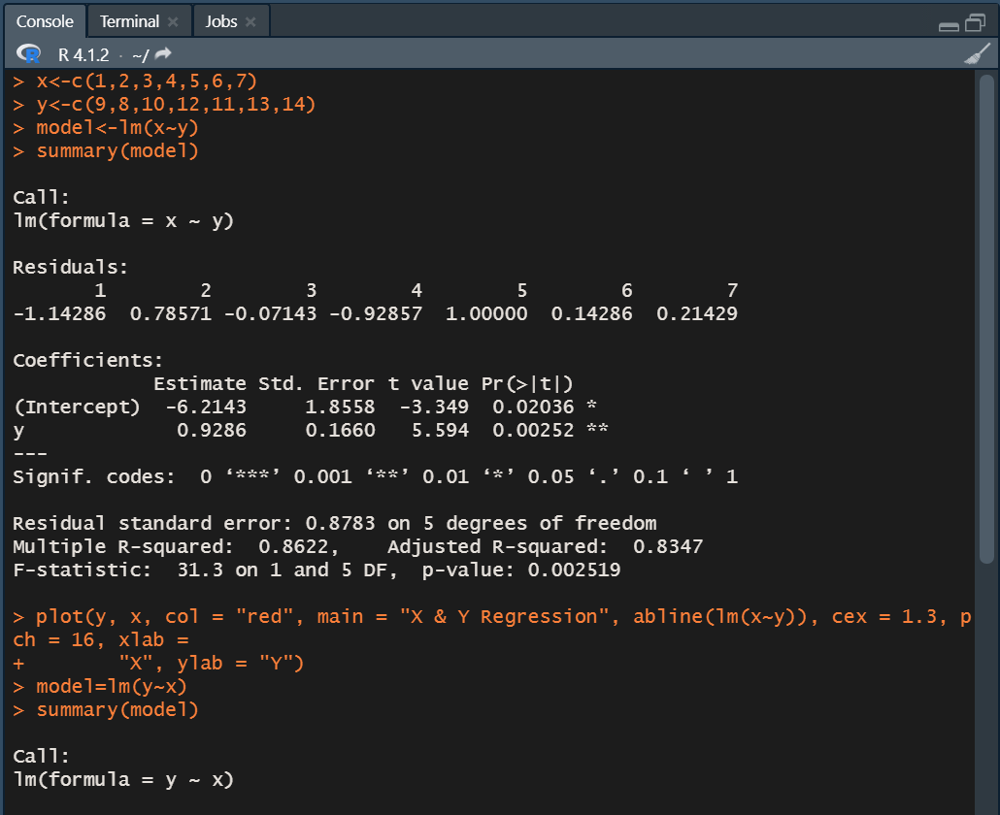 Console Terminal Jobs
R R 4.1.2 · ~/
> x<-c(1,2,3,4,5,6,7)
> y<-c(9,8,10,12,11,13,14)
> model<-lm(x~y)
> summary(model)
Call:
lm(formula = x ~ y)
Residuals:
       1        2        3        4        5        6        7
-1.14286  0.78571 -0.07143 -0.92857  1.00000  0.14286  0.21429
Coefficients:
            Estimate Std. Error t value Pr(>|t|)
(Intercept)  -6.2143     1.8558  -3.349  0.02036 *
y             0.9286     0.1660   5.594  0.00252 **
---
Signif. codes:  0 ‘***’ 0.001 ‘**’ 0.01 ‘*’ 0.05 ‘.’ 0.1 ‘ ’ 1
Residual standard error: 0.8783 on 5 degrees of freedom
Multiple R-squared:  0.8622,    Adjusted R-squared:  0.8347
F-statistic:  31.3 on 1 and 5 DF,  p-value: 0.002519
> plot(y, x, col = "red", main = "X & Y Regression", abline(lm(x~y)), cex = 1.3, p
ch = 16, xlab =
+        "X", ylab = "Y")
> model=lm(y~x)
> summary(model)
Call:
lm(formula = y ~ x)